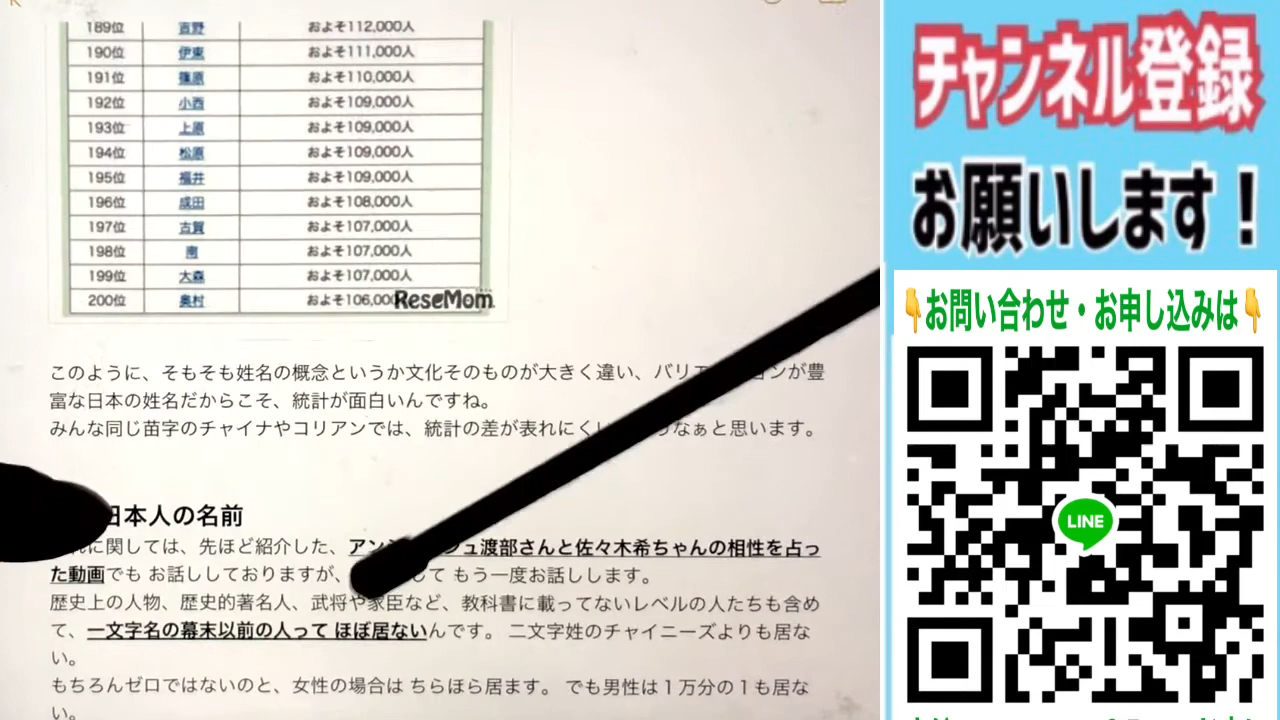 189位 吉野 およそ112,000人
190位 伊東 およそ111,000人
191位 篠原 およそ110,000人
192位 小西 およそ109,000人
193位 上原 およそ109,000人
194位 松原 およそ109,000人
195位 福井 およそ109,000人
196位 成田 およそ108,000人
197位 古賀 およそ107,000人
198位 南 およそ107,000人
199位 大森 およそ107,000人
200位 奥村 およそ106,000
ReseMom
このように、そもそも姓名の概念というか文化そのものが大きく違い、バリエ ョンが豊
富な日本の姓名だからこそ、統計が面白いんですね。
みんな同じ苗字のチャイナやコリアンでは、統計の差が表れにく なぁと思います。
日本人の名前
れに関しては、先ほど紹介した、アン ュ渡部さんと佐々木希ちゃんの相性を占っ
た動画でも お話ししておりますが、 して もう一度お話しします。
歴史上の人物、歴史的著名人、武将や家臣など、教科書に載ってないレベルの人たちも含め
て、一文字名の幕末以前の人って ほぼ居ないんです。 二文字姓のチャイニーズよりも居な
い。
もちろんゼロではないのと、女性の場合は ちらほら居ます。 でも男性は１万分の１も居な
い。
チャンネル登録
お願いします！
👇お問い合わせ・お申し込みは👇
LINE